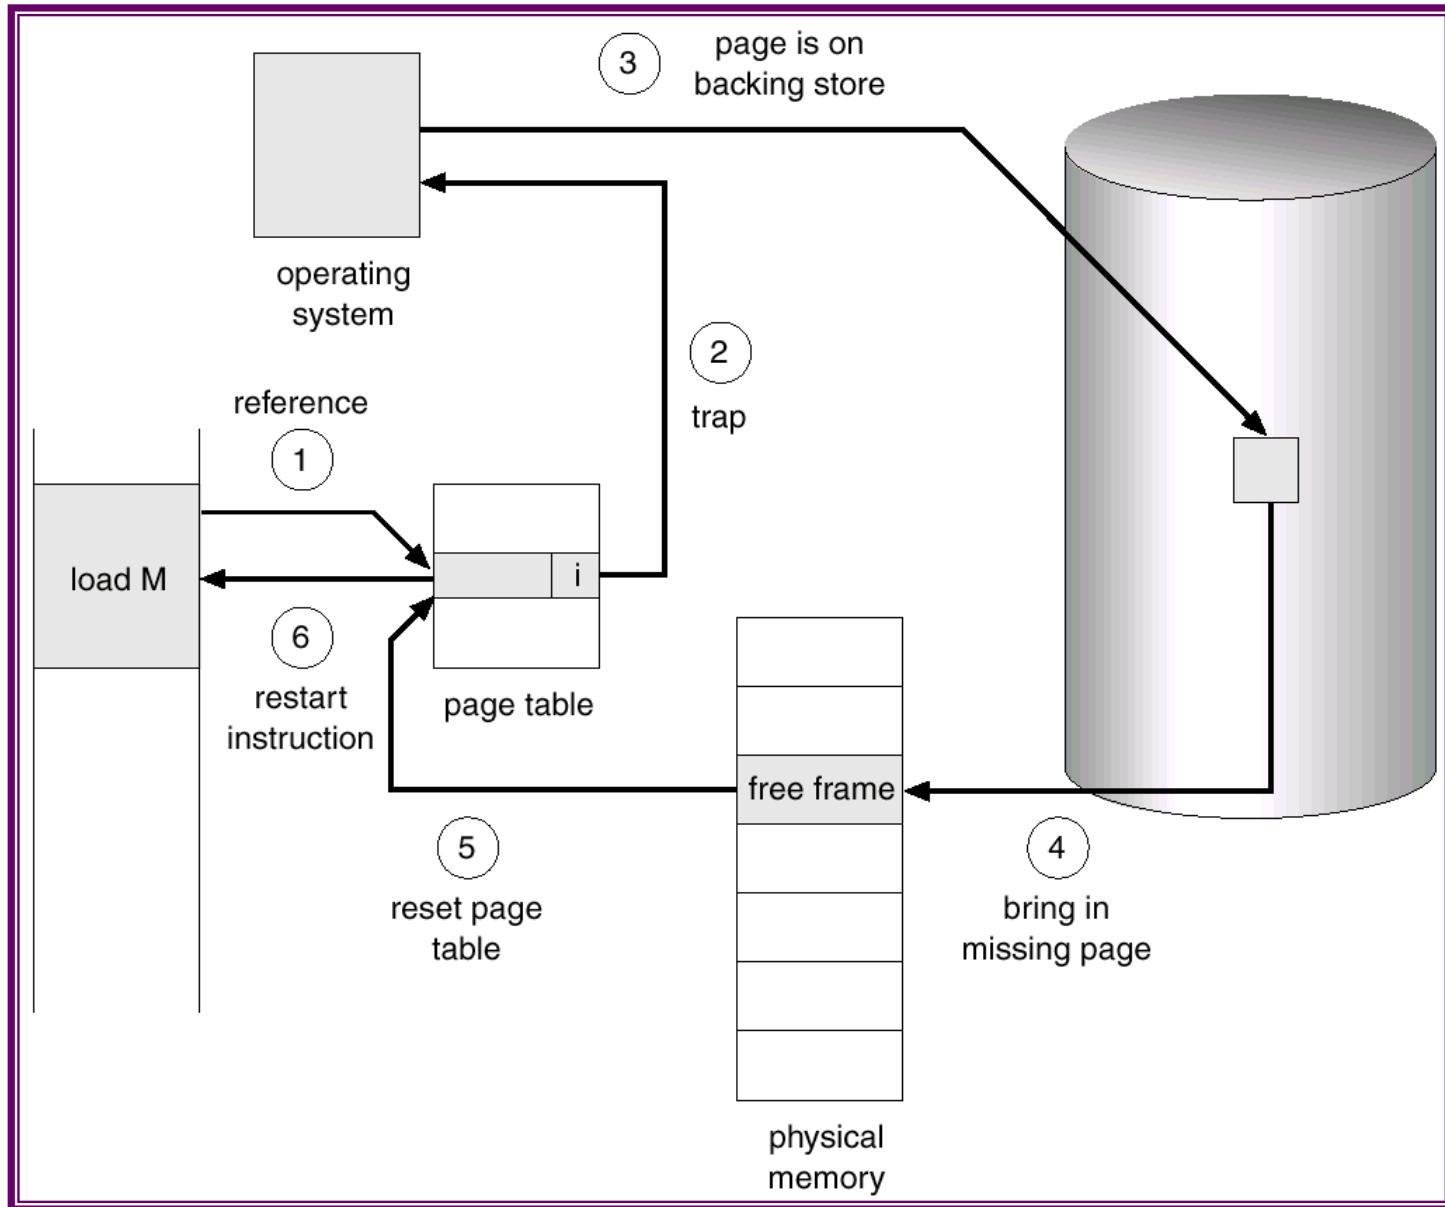 3
page is on
backing store
operating
system
2
trap
reference
1
load M
i
6
restart
instruction
page table
free frame
5
reset page
table
4
bring in
missing page
physical
memory